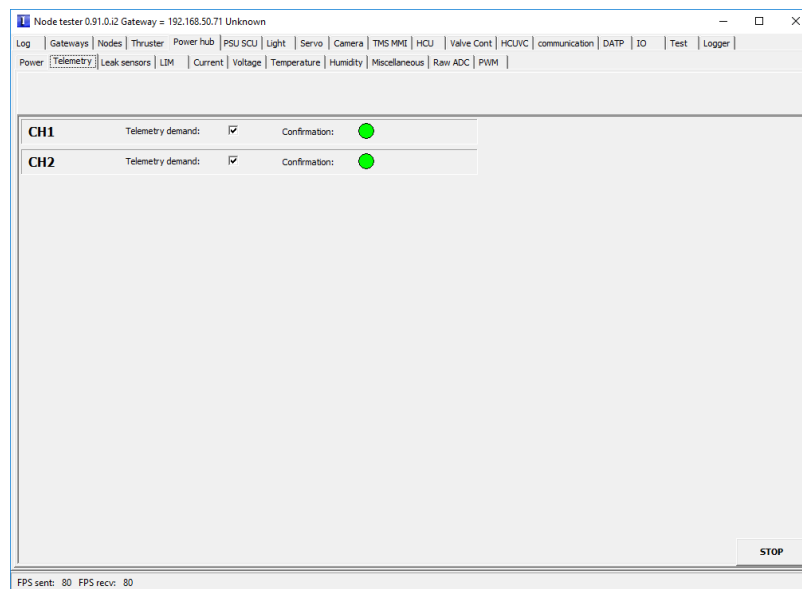 Node tester 0.91.0.i2 Gateway = 192.168.50.71 Unknown
Log Gateways Nodes Thruster Power hub PSU SCU Light Servo Camera TMS MMI HCU Valve Cont HCUVC communication DATP IO Test Logger
Power Telemetry Leak sensors LIM Current Voltage Temperature Humidity Miscellaneous Raw ADC PWM
CH1 Telemetry demand: Confirmation:
CH2 Telemetry demand: Confirmation:
STOP
FPS sent: 80 FPS recv: 80